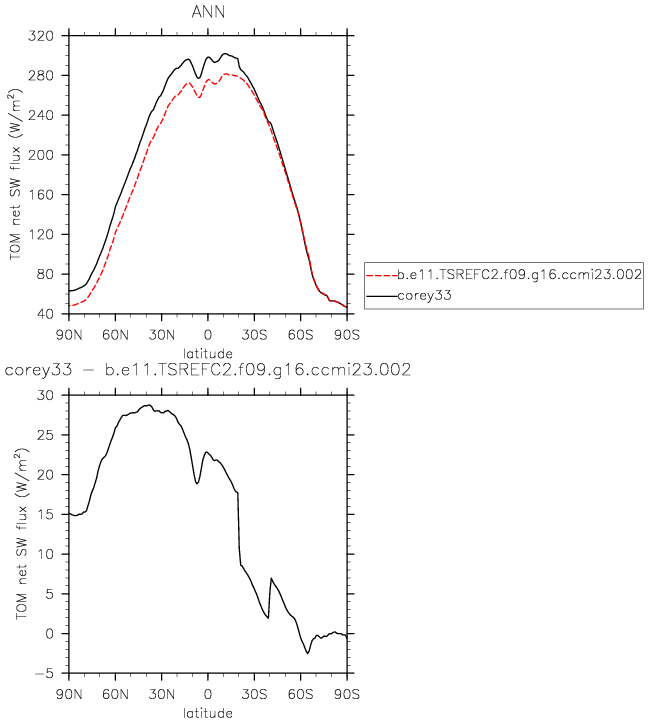 ANN
TOM net SW flux (W/m²)
320
280
240
200
160
120
80
40
90N 60N 30N 0 30S 60S 90S
latitude
b.e11.TSREFC2.f09.g16.ccmi23.002
corey33
corey33 - b.e11.TSREFC2.f09.g16.ccmi23.002
TOM net SW flux (W/m²)
30
25
20
15
10
5
0
-5
90N 60N 30N 0 30S 60S 90S
latitude